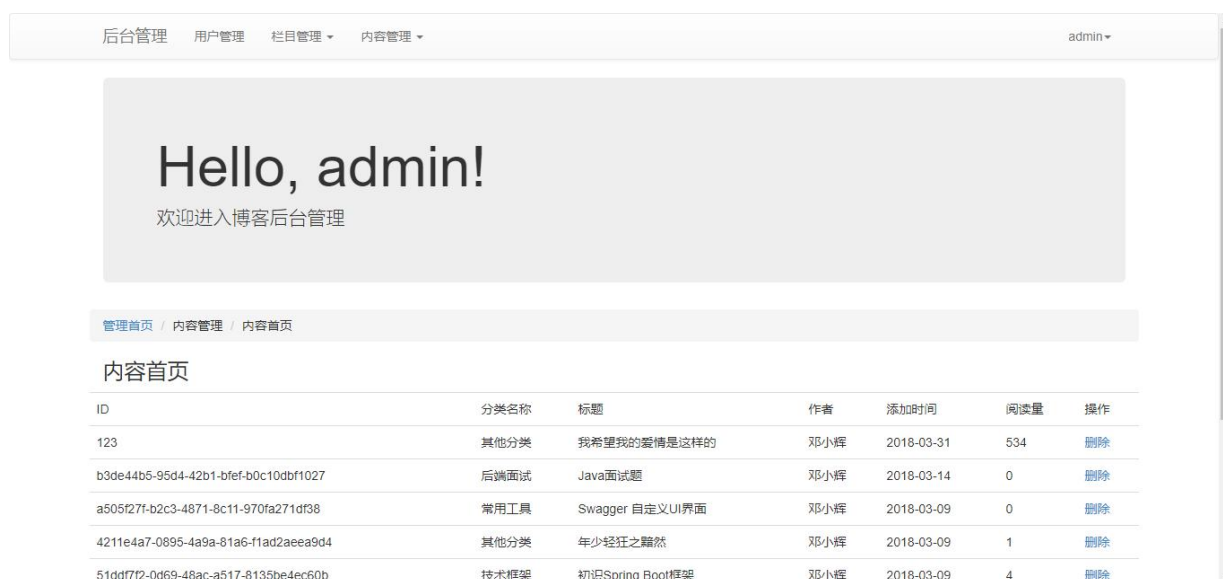 后台管理 用户管理 栏目管理 内容管理 admin
Hello, admin!
欢迎进入博客后台管理
管理首页 / 内容管理 / 内容首页
内容首页
ID 分类名称 标题 作者 添加时间 阅读量 操作
123 其他分类 我希望我的爱情是这样的 邓小辉 2018-03-31 534 删除
b3de44b5-95d4-42b1-bfef-b0c10dbf1027 后端面试 Java面试题 邓小辉 2018-03-14 0 删除
a505f27f-b2c3-4871-8c11-970fa271df38 常用工具 Swagger 自定义UI界面 邓小辉 2018-03-09 0 删除
4211e4a7-0895-4a9a-81a6-f1ad2aeea9d4 其他分类 年少轻狂之黯然 邓小辉 2018-03-09 1 删除
51ddf7f2-0d69-48ac-a517-8135be4ec60b 技术框架 初识Spring Boot框架 邓小辉 2018-03-09 4 删除